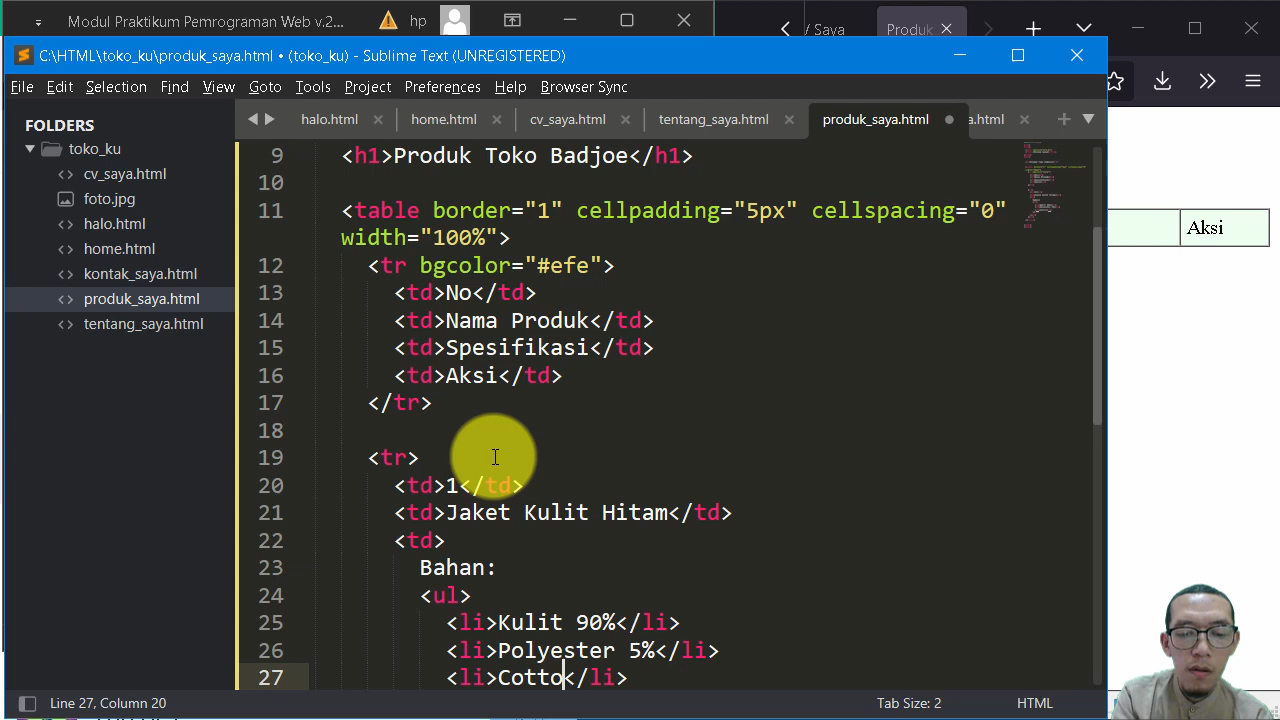 Modul Praktikum Pemrograman Web v.2...
hp
/ Saya
Produk
C:\HTML\toko_ku\produk_saya.html • (toko_ku) - Sublime Text (UNREGISTERED)
File Edit Selection Find View Goto Tools Project Preferences Help Browser Sync
FOLDERS
toko_ku
cv_saya.html
foto.jpg
halo.html
home.html
kontak_saya.html
produk_saya.html
tentang_saya.html
halo.html home.html cv_saya.html tentang_saya.html produk_saya.html a.html
9 <h1>Produk Toko Badjoe</h1>
10
11 <table border="1" cellpadding="5px" cellspacing="0"
width="100%">
12 <tr bgcolor="#efe">
13 <td>No</td>
14 <td>Nama Produk</td>
15 <td>Spesifikasi</td>
16 <td>Aksi</td>
17 </tr>
18
19 <tr>
20 <td>1</td>
21 <td>Jaket Kulit Hitam</td>
22 <td>
23 Bahan:
24 <ul>
25 <li>Kulit 90%</li>
26 <li>Polyester 5%</li>
27 <li>Cotto</li>
Aksi
Line 27, Column 20
Tab Size: 2
HTML